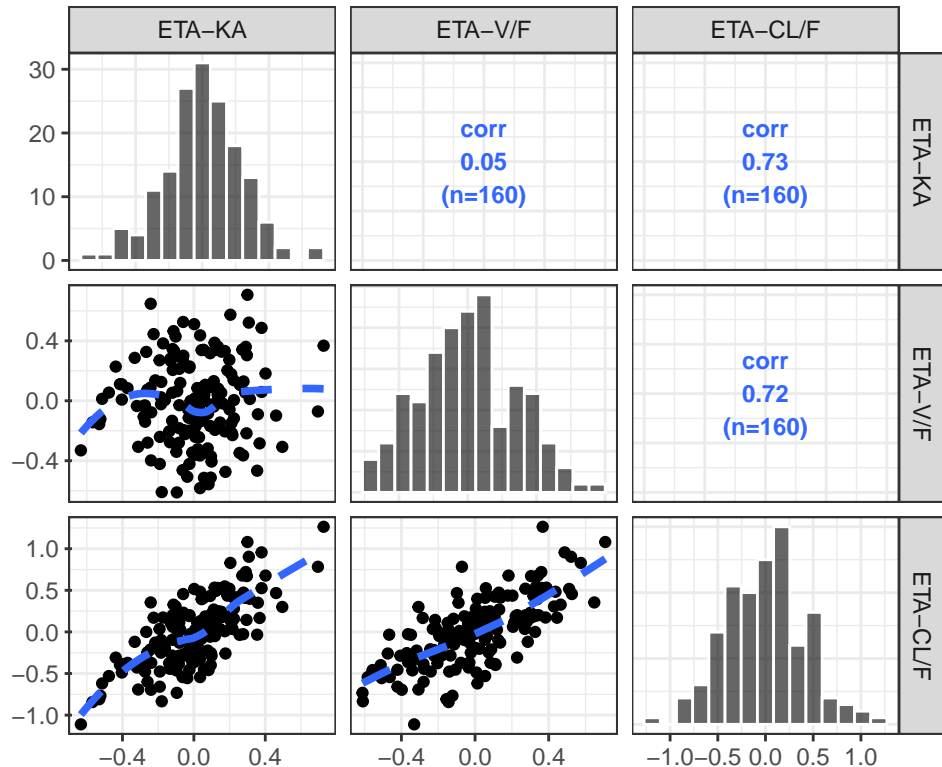 ETA−KA ETA−V/F ETA−CL/F
30
20
10
0
corr
0.05
(n=160)
corr
0.73
(n=160)
ETA−KA
0.4
0.0
−0.4
corr
0.72
(n=160)
ETA−V/F
1.0
0.5
0.0
−0.5
−1.0
ETA−CL/F
−0.4 0.0 0.4 −0.4 0.0 0.4 −1.0 −0.5 0.0 0.5 1.0